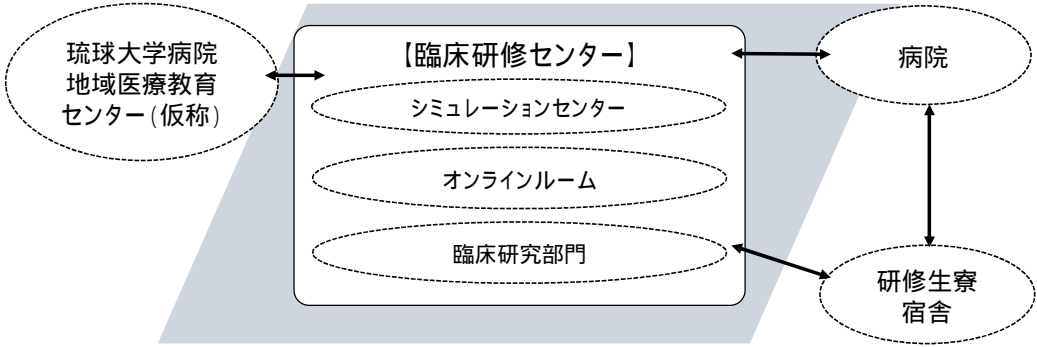 琉球大学病院
地域医療教育
センター(仮称)
【臨床研修センター】
シミュレーションセンター
オンラインルーム
臨床研究部門
病院
研修生寮
宿舎